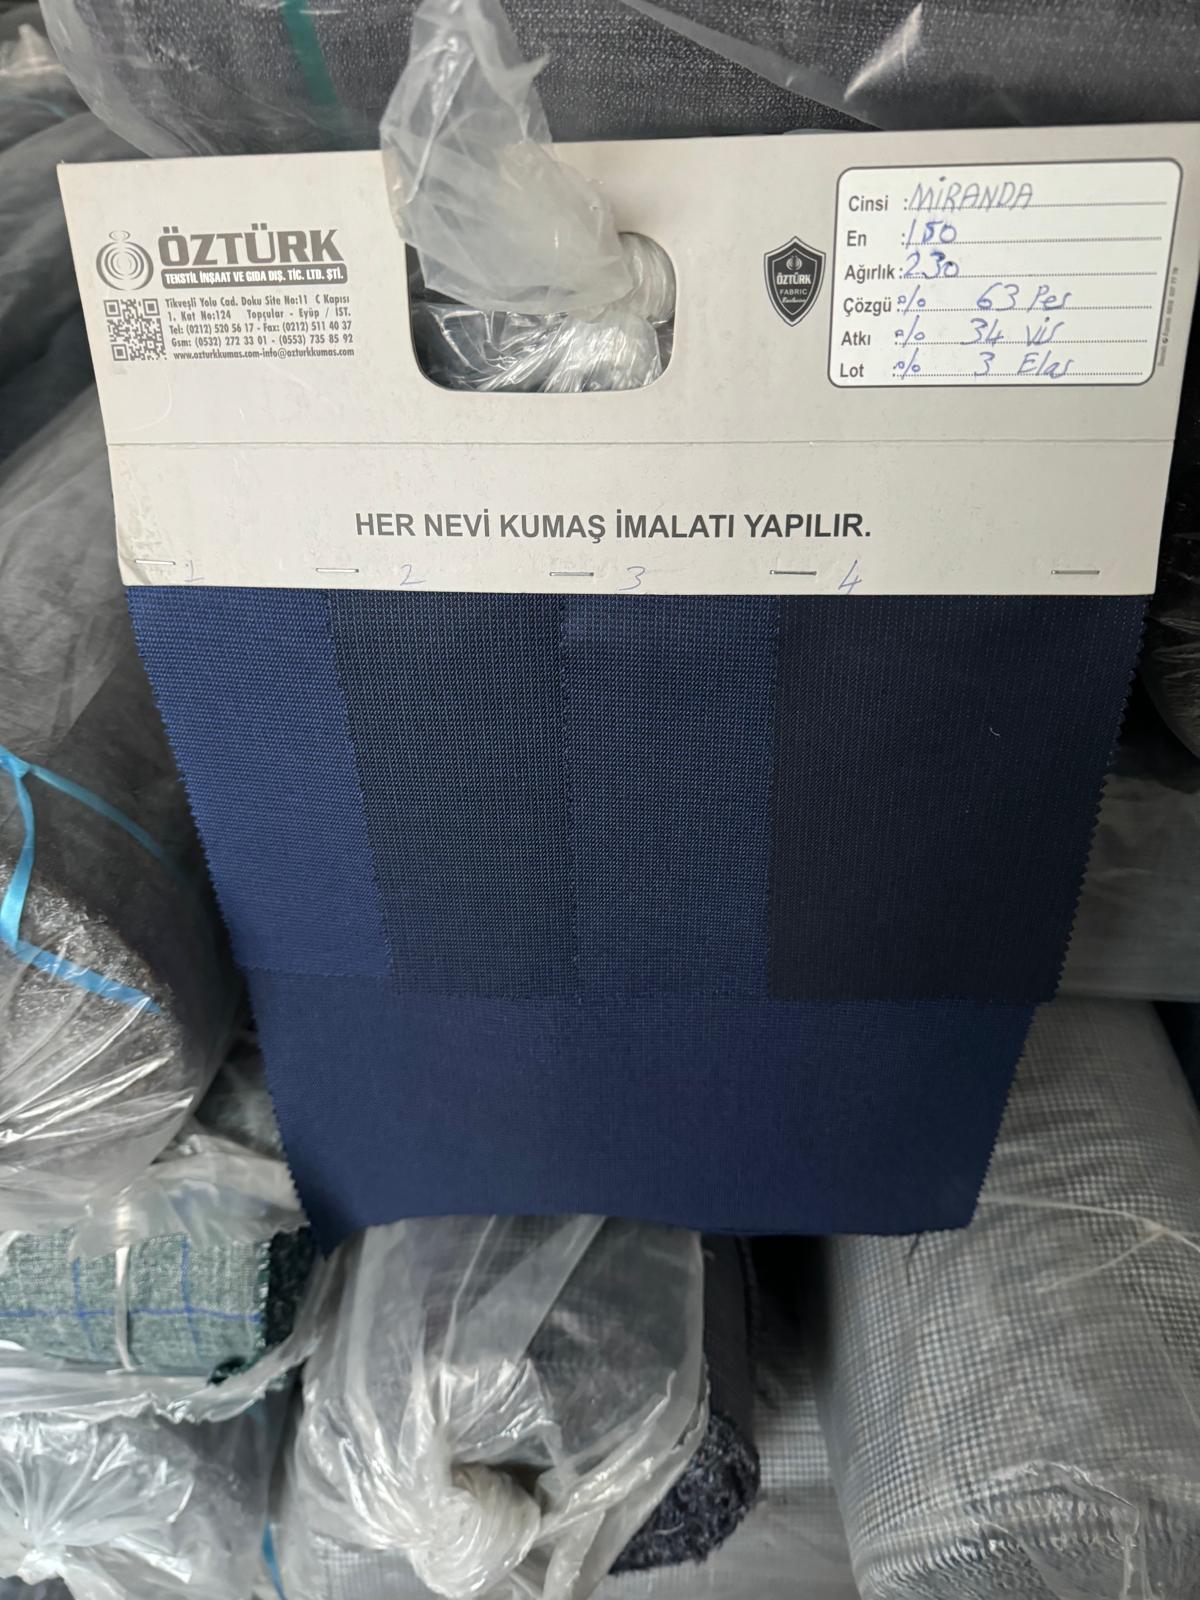 ÖZTÜRK
TEKSTİL İNŞAAT VE GIDA DIŞ. TİC. LTD. ŞTİ.
Tikveşli Yolu Cad. Doku Site No:11 C Kapısı
1. Kat No:124 Topçular - Eyüp / İST.
Tel: (0212) 520 56 17 - Fax: (0212) 511 40 37
Gsm: (0532) 272 33 01 - (0553) 735 85 92
www.ozturkkumas.com-info@ozturkkumas.com
ÖZTÜRK
FABRIC
Exclusive
Cinsi : MİRANDA
En : 150
Ağırlık : 230
Çözgü : % 63 Pes
Atkı : % 34 Vis
Lot : % 3 Elas
HER NEVİ KUMAŞ İMALATI YAPILIR.
1 2 3 4